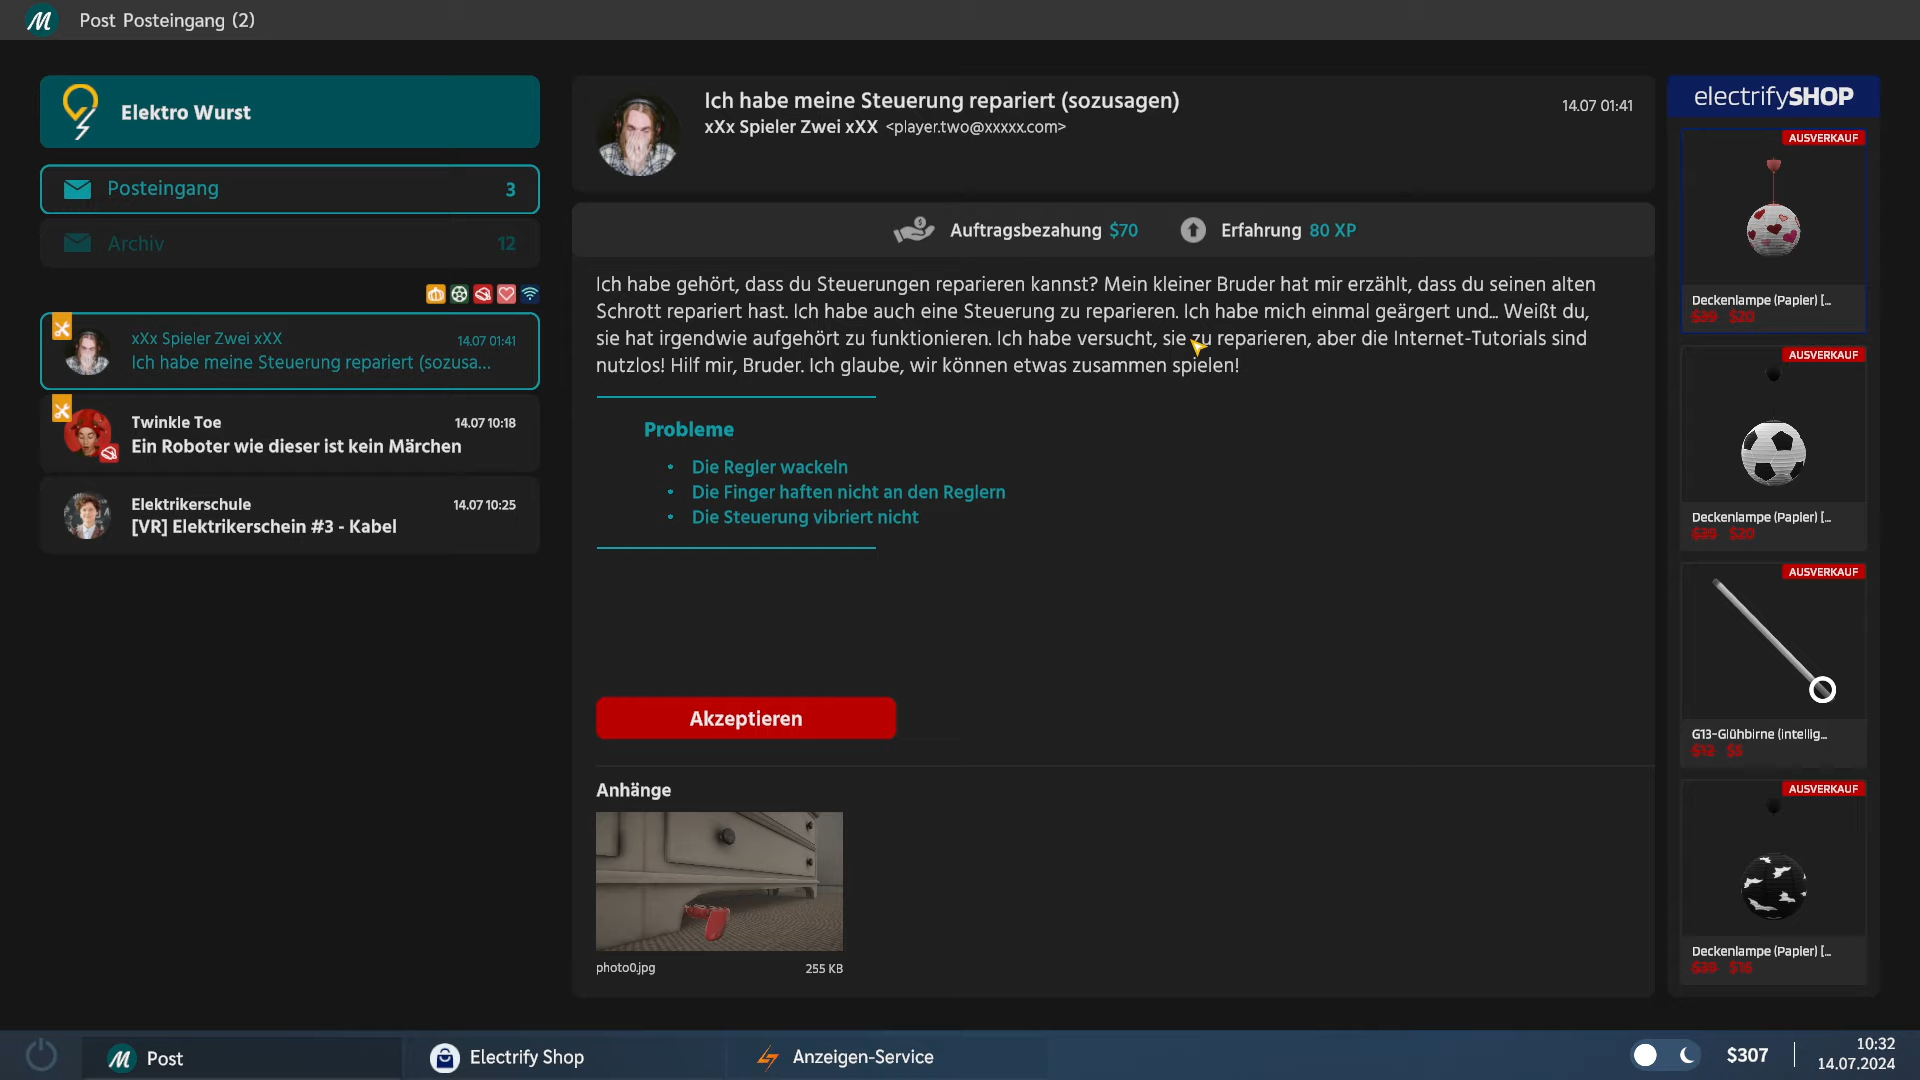 Post Posteingang (2)
Elektro Wurst
Posteingang 3
Archiv 12
xXx Spieler Zwei xXX 14.07 01:41
Ich habe meine Steuerung repariert (sozusa...
Twinkle Toe 14.07 10:18
Ein Roboter wie dieser ist kein Märchen
Elektrikerschule 14.07 10:25
[VR] Elektrikerschein #3 - Kabel
Ich habe meine Steuerung repariert (sozusagen)
14.07 01:41
xXx Spieler Zwei xXX <player.two@xxxxx.com>
Auftragsbezahung $70 Erfahrung 80 XP
Ich habe gehört, dass du Steuerungen reparieren kannst? Mein kleiner Bruder hat mir erzählt, dass du seinen alten
Schrott repariert hast. Ich habe auch eine Steuerung zu reparieren. Ich habe mich einmal geärgert und... Weißt du,
sie hat irgendwie aufgehört zu funktionieren. Ich habe versucht, sie zu reparieren, aber die Internet-Tutorials sind
nutzlos! Hilf mir, Bruder. Ich glaube, wir können etwas zusammen spielen!
Probleme
• Die Regler wackeln
• Die Finger haften nicht an den Reglern
• Die Steuerung vibriert nicht
Akzeptieren
Anhänge
photo0.jpg 255 KB
electrifySHOP
AUSVERKAUF
Deckenlampe (Papier) [...
$29 $20
AUSVERKAUF
Deckenlampe (Papier) [...
$39 $20
AUSVERKAUF
G13-Glühbirne (intellig...
$12 $5
AUSVERKAUF
Deckenlampe (Papier) [...
$39 $16
M Post
Electrify Shop
Anzeigen-Service
$307
10:32
14.07.2024